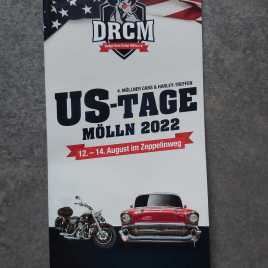 DRCM
4. MÖLLNER CARS & HARLEY-TREFFEN
US-TAGE
MÖLLN 2022
12. – 14. August im Zeppelinweg